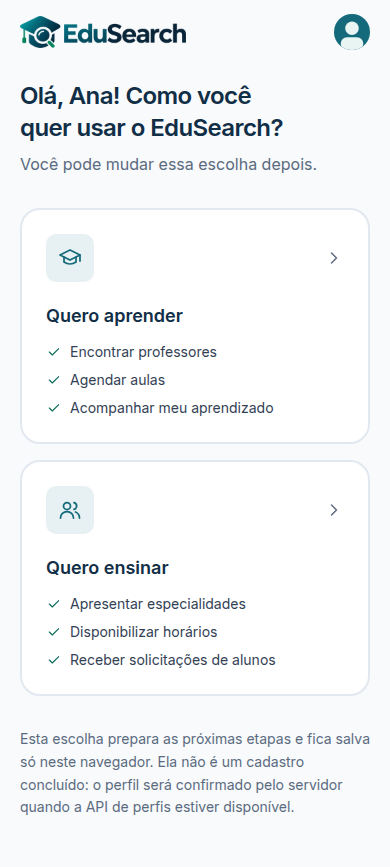 EduSearch
Olá, Ana! Como você
quer usar o EduSearch?
Você pode mudar essa escolha depois.
Quero aprender
Encontrar professores
Agendar aulas
Acompanhar meu aprendizado
Quero ensinar
Apresentar especialidades
Disponibilizar horários
Receber solicitações de alunos
Esta escolha prepara as próximas etapas e fica salva
só neste navegador. Ela não é um cadastro
concluído: o perfil será confirmado pelo servidor
quando a API de perfis estiver disponível.